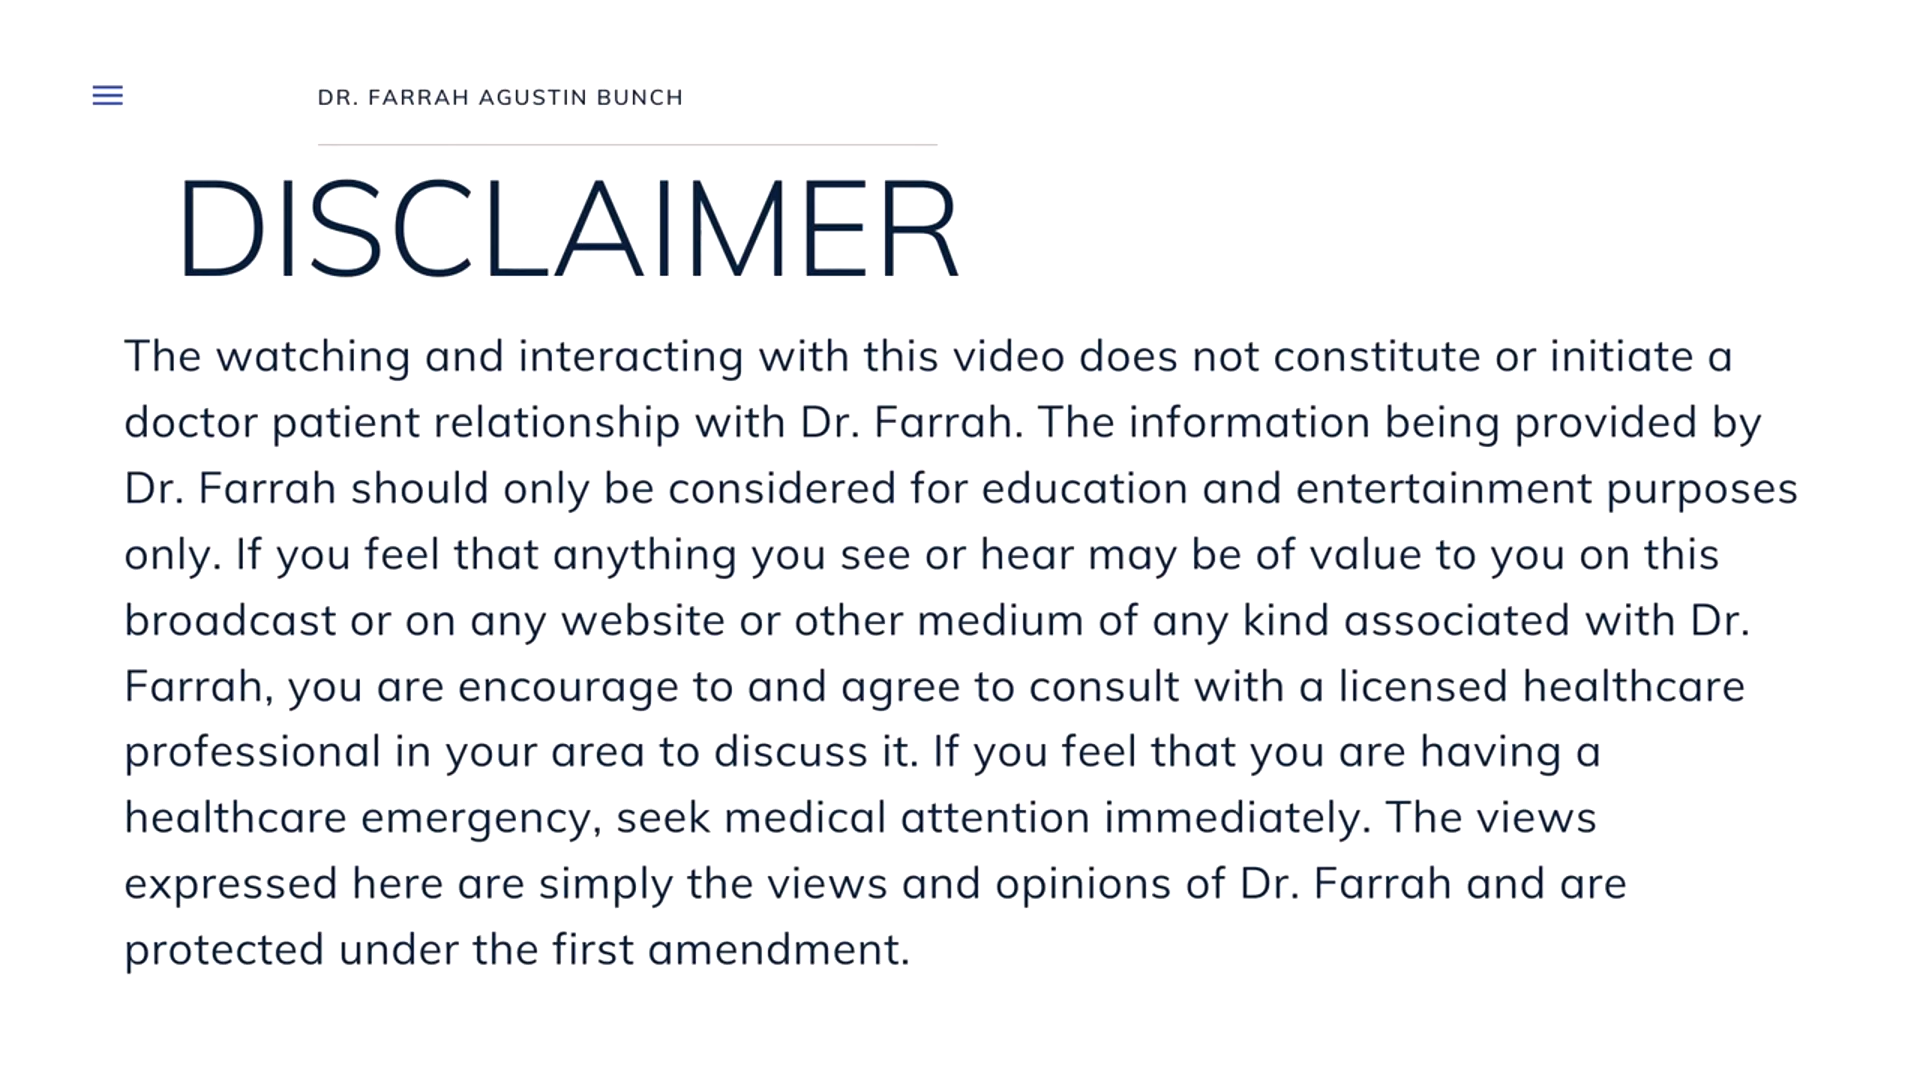 DR. FARRAH AGUSTIN BUNCH
DISCLAIMER
The watching and interacting with this video does not constitute or initiate a
doctor patient relationship with Dr. Farrah. The information being provided by
Dr. Farrah should only be considered for education and entertainment purposes
only. If you feel that anything you see or hear may be of value to you on this
broadcast or on any website or other medium of any kind associated with Dr.
Farrah, you are encourage to and agree to consult with a licensed healthcare
professional in your area to discuss it. If you feel that you are having a
healthcare emergency, seek medical attention immediately. The views
expressed here are simply the views and opinions of Dr. Farrah and are
protected under the first amendment.